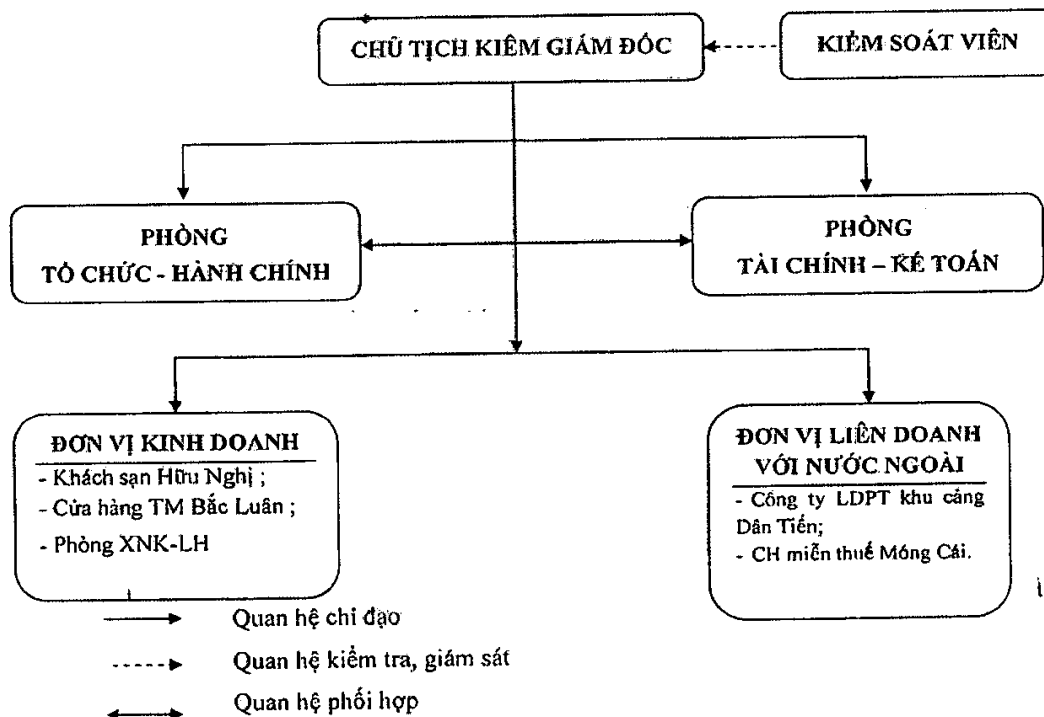 CHỦ TỊCH KIÊM GIÁM ĐỐC
KIỂM SOÁT VIÊN
PHÒNG
TỔ CHỨC - HÀNH CHÍNH
PHÒNG
TÀI CHÍNH – KẾ TOÁN
ĐƠN VỊ KINH DOANH
- Khách sạn Hữu Nghị ;
- Cửa hàng TM Bắc Luân ;
- Phòng XNK-LH
ĐƠN VỊ LIÊN DOANH
VỚI NƯỚC NGOÀI
- Công ty LDPT khu cảng
Dân Tiến;
- CH miễn thuế Móng Cái.
Quan hệ chỉ đạo
Quan hệ kiểm tra, giám sát
Quan hệ phối hợp